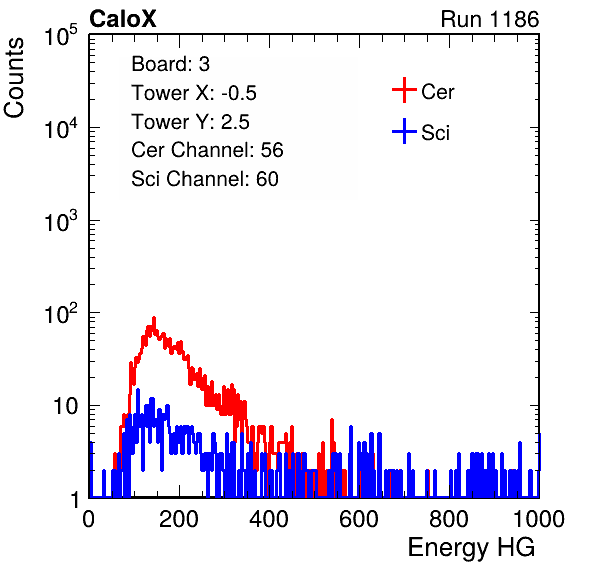 CaloX Run 1186
Counts
Board: 3
Tower X: -0.5
Tower Y: 2.5
Cer Channel: 56
Sci Channel: 60
Cer
Sci
10^5
10^4
10^3
10^2
10
1
0 200 400 600 800 1000
Energy HG